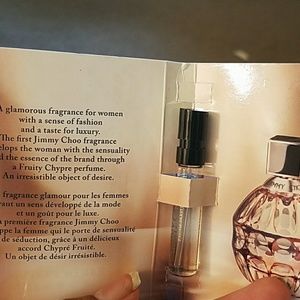 A glamorous fragrance for women
with a sense of fashion
and a taste for luxury.
The first Jimmy Choo fragrance
elops the woman with the sensuality
d the essence of the brand through
a Fruity Chypre perfume.
An irresistible object of desire.
fragrance glamour pour les femmes
ant un sens développé de la mode
et un goût pour le luxe.
première fragrance Jimmy Choo
ppe la femme qui le porte de sensualité
de séduction, grâce à un délicieux
accord Chypré Fruité.
Un objet de désir irrésistible.